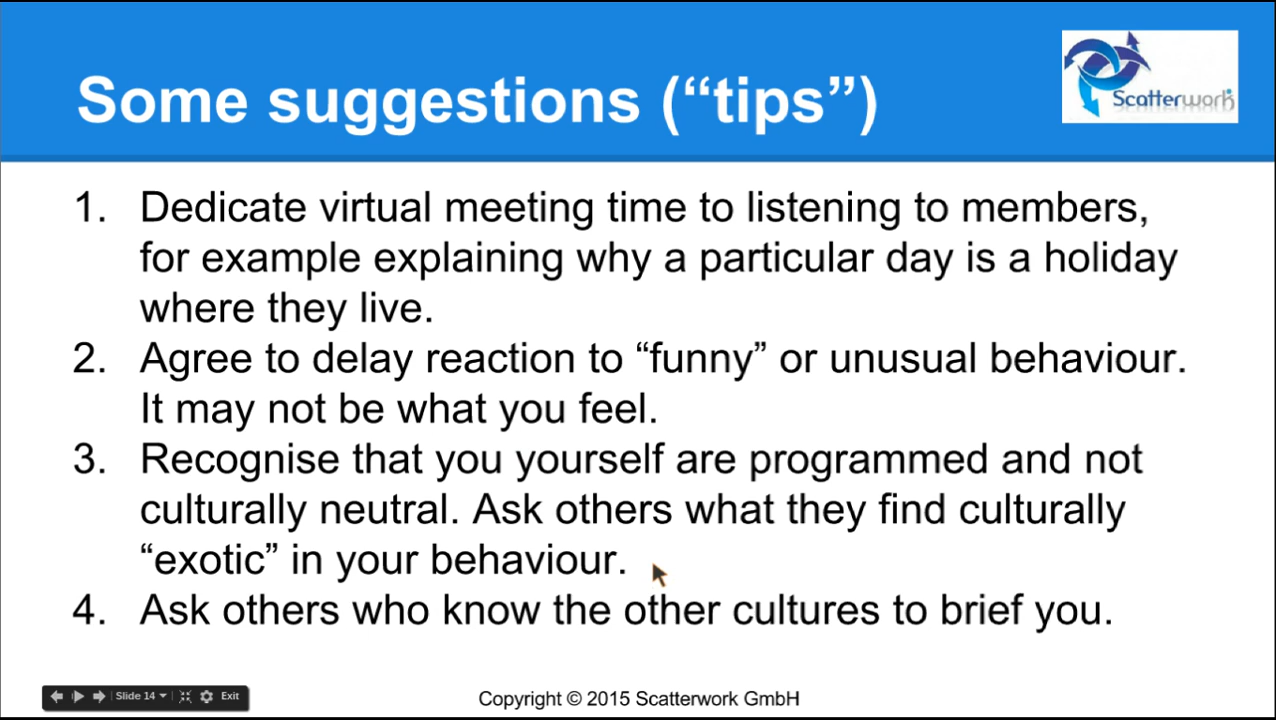 Some suggestions (“tips”)
Scatterwork
1. Dedicate virtual meeting time to listening to members,
for example explaining why a particular day is a holiday
where they live.
2. Agree to delay reaction to “funny” or unusual behaviour.
It may not be what you feel.
3. Recognise that you yourself are programmed and not
culturally neutral. Ask others what they find culturally
“exotic” in your behaviour.
4. Ask others who know the other cultures to brief you.
Slide 14
Exit
Copyright © 2015 Scatterwork GmbH